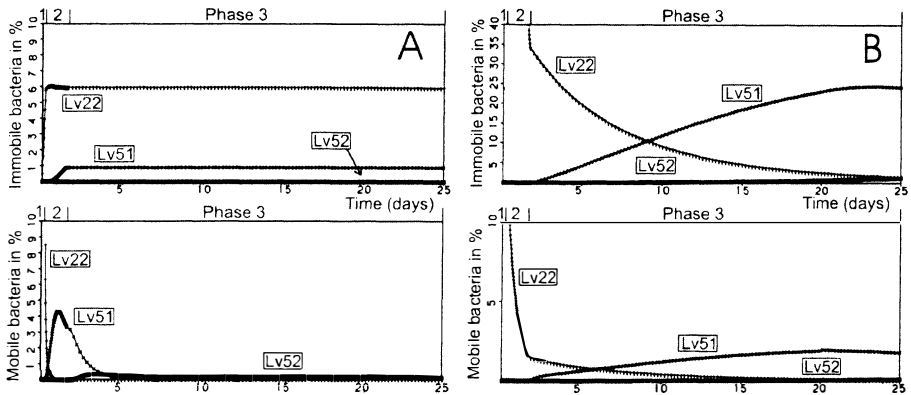 1 2 Phase 3
Immobile bacteria in %
10
9
8
7
6
5
4
3
2
1
A
Lv22
Lv51
Lv52
5 10 15 20 25
Time (days)
1 2 Phase 3
Immobile bacteria in %
40
35
30
25
20
15
10
5
B
Lv22
Lv51
Lv52
5 10 15 20 25
Time (days)
1 2 Phase 3
Mobile bacteria in %
10
9
8
7
6
5
4
3
2
1
Lv22
Lv51
Lv52
5 10 15 20 25
1 2 Phase 3
Mobile bacteria in %
10
5
Lv22
Lv51
Lv52
5 10 15 20 25